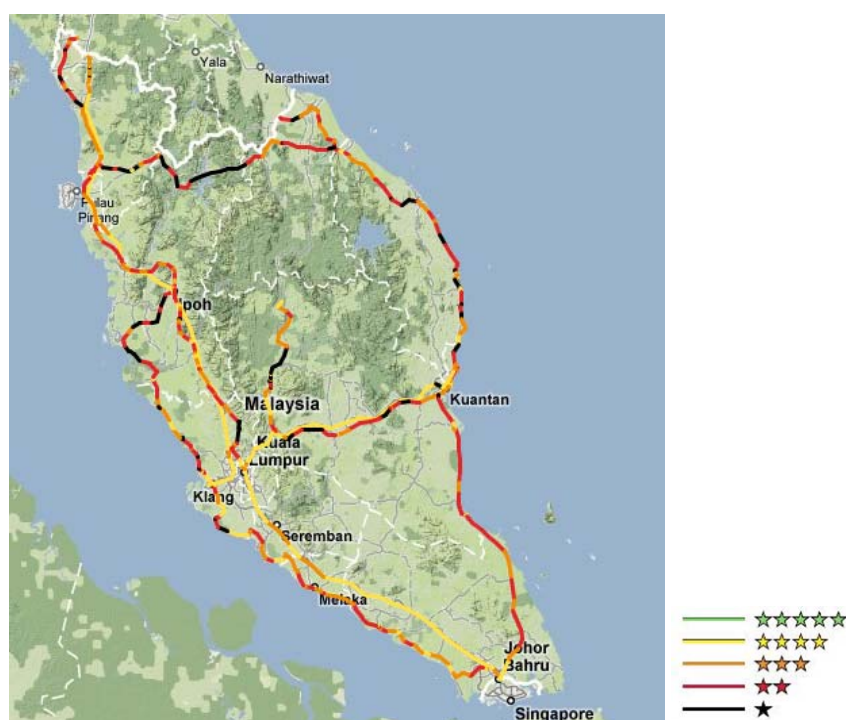 Yala
Narathiwat
Pulau
Pinang
Ipoh
Malaysia
Kuantan
Kuala
Lumpur
Klang
Seremban
Melaka
Johor
Bahru
Singapore